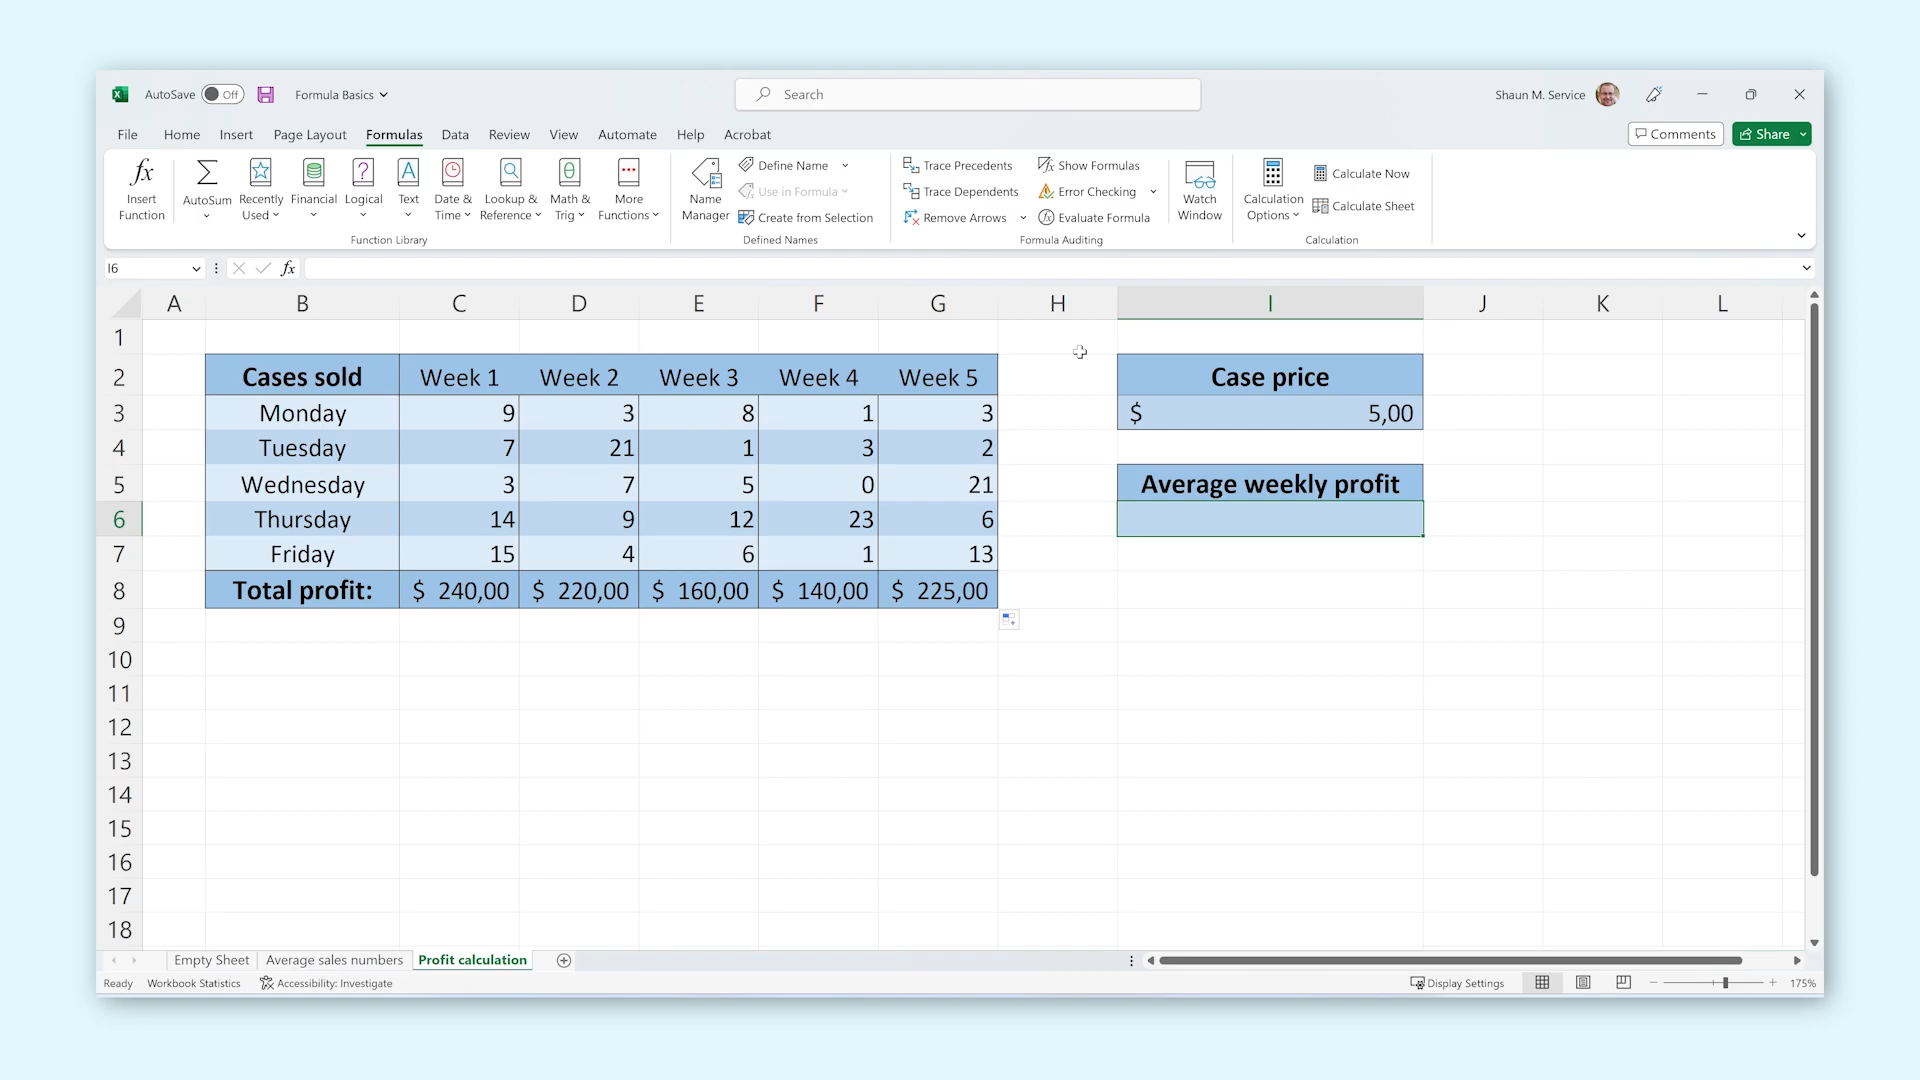 AutoSave Off Formula Basics Search Shaun M. Service
File Home Insert Page Layout Formulas Data Review View Automate Help Acrobat Comments Share
Insert Function AutoSum Recently Used Financial Logical Text Date & Time Lookup & Reference Math & Trig More Functions
Function Library
Name Manager
Define Name
Use in Formula
Create from Selection
Defined Names
Trace Precedents Show Formulas
Trace Dependents Error Checking
Remove Arrows Evaluate Formula
Formula Auditing
Watch Window
Calculation Options
Calculate Now
Calculate Sheet
Calculation
I6 fx
A B C D E F G H I J K L
1
2 Cases sold Week 1 Week 2 Week 3 Week 4 Week 5 Case price
3 Monday 9 3 8 1 3 $ 5,00
4 Tuesday 7 21 1 3 2
5 Wednesday 3 7 5 0 21 Average weekly profit
6 Thursday 14 9 12 23 6
7 Friday 15 4 6 1 13
8 Total profit: $ 240,00 $ 220,00 $ 160,00 $ 140,00 $ 225,00
9
10
11
12
13
14
15
16
17
18
Empty Sheet Average sales numbers Profit calculation
Ready Workbook Statistics Accessibility: Investigate Display Settings 175%